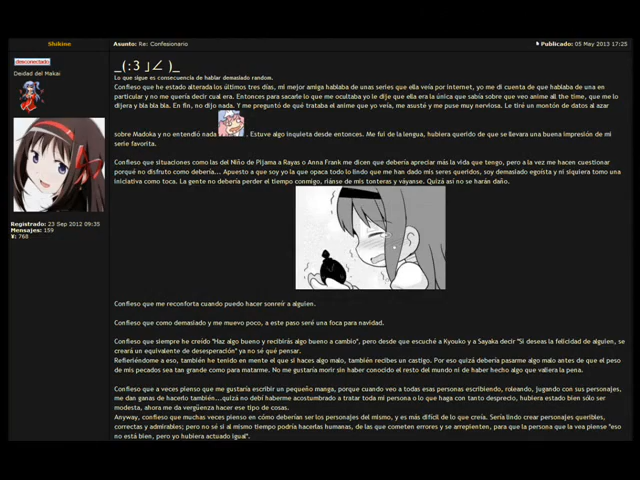 Shikine
Asunto: Re: Confesionario
Publicado: 05 May 2013 17:25
desconectado
Deidad del Makai
Registrado: 23 Sep 2012 09:35
Mensajes: 159
¥: 768
_(:3 」∠ )_
Lo que sigue es consecuencia de hablar demasiado random.
Confieso que he estado alterada los últimos tres días, mi mejor amiga hablaba de unas series que ella veía por internet, yo me di cuenta de que hablaba de una en
particular y no me quería decir cual era. Entonces para sacarle lo que me ocultaba yo le dije que ella era la única que sabía sobre que veo anime all the time, que me lo
dijera y bla bla bla. En fin, no dijo nada. Y me preguntó de qué trataba el anime que yo veía, me asusté y me puse muy nerviosa. Le tiré un montón de datos al azar
sobre Madoka y no entendió nada . Estuve algo inquieta desde entonces. Me fui de la lengua, hubiera querido de que se llevara una buena impresión de mi
serie favorita.
Confieso que situaciones como las del Niño de Pijama a Rayas o Anna Frank me dicen que debería apreciar más la vida que tengo, pero a la vez me hacen cuestionar
porqué no disfruto como debería... Apuesto a que soy yo la que opaca todo lo lindo que me han dado mis seres queridos, soy demasiado egoísta y ni siquiera tomo una
iniciativa como toca. La gente no debería perder el tiempo conmigo, ríanse de mis tonteras y váyanse. Quizá así no se harán daño.
Confieso que me reconforta cuando puedo hacer sonreír a alguien.
Confieso que como demasiado y me muevo poco, a este paso seré una foca para navidad.
Confieso que siempre he creído "Haz algo bueno y recibirás algo bueno a cambio", pero desde que escuché a Kyouko y a Sayaka decir "Si deseas la felicidad de alguien, se
creará un equivalente de desesperación" ya no sé qué pensar.
Refieriéndome a eso, también he tenido en mente el que si haces algo malo, también recibes un castigo. Por eso quizá debería pasarme algo malo antes de que el peso
de mis pecados sea tan grande como para matarme. No me gustaría morir sin haber conocido el resto del mundo ni de haber hecho algo que valiera la pena.
Confieso que a veces pienso que me gustaría escribir un pequeño manga, porque cuando veo a todas esas personas escribiendo, roleando, jugando con sus personajes,
me dan ganas de hacerlo también...quizá no debí haberme acostumbrado a tratar toda mi persona o lo que haga con tanto desprecio, hubiera estado bien sólo ser
modesta, ahora me da vergüenza hacer ese tipo de cosas.
Anyway, confieso que muchas veces pienso en cómo deberían ser los personajes del mismo, y es más difícil de lo que creía. Sería lindo crear personajes queribles,
correctas y admirables; pero no sé si al mismo tiempo podría hacerlas humanas, de las que cometen errores y se arrepienten, para que la persona que la vea piense "eso
no está bien, pero yo hubiera actuado igual".